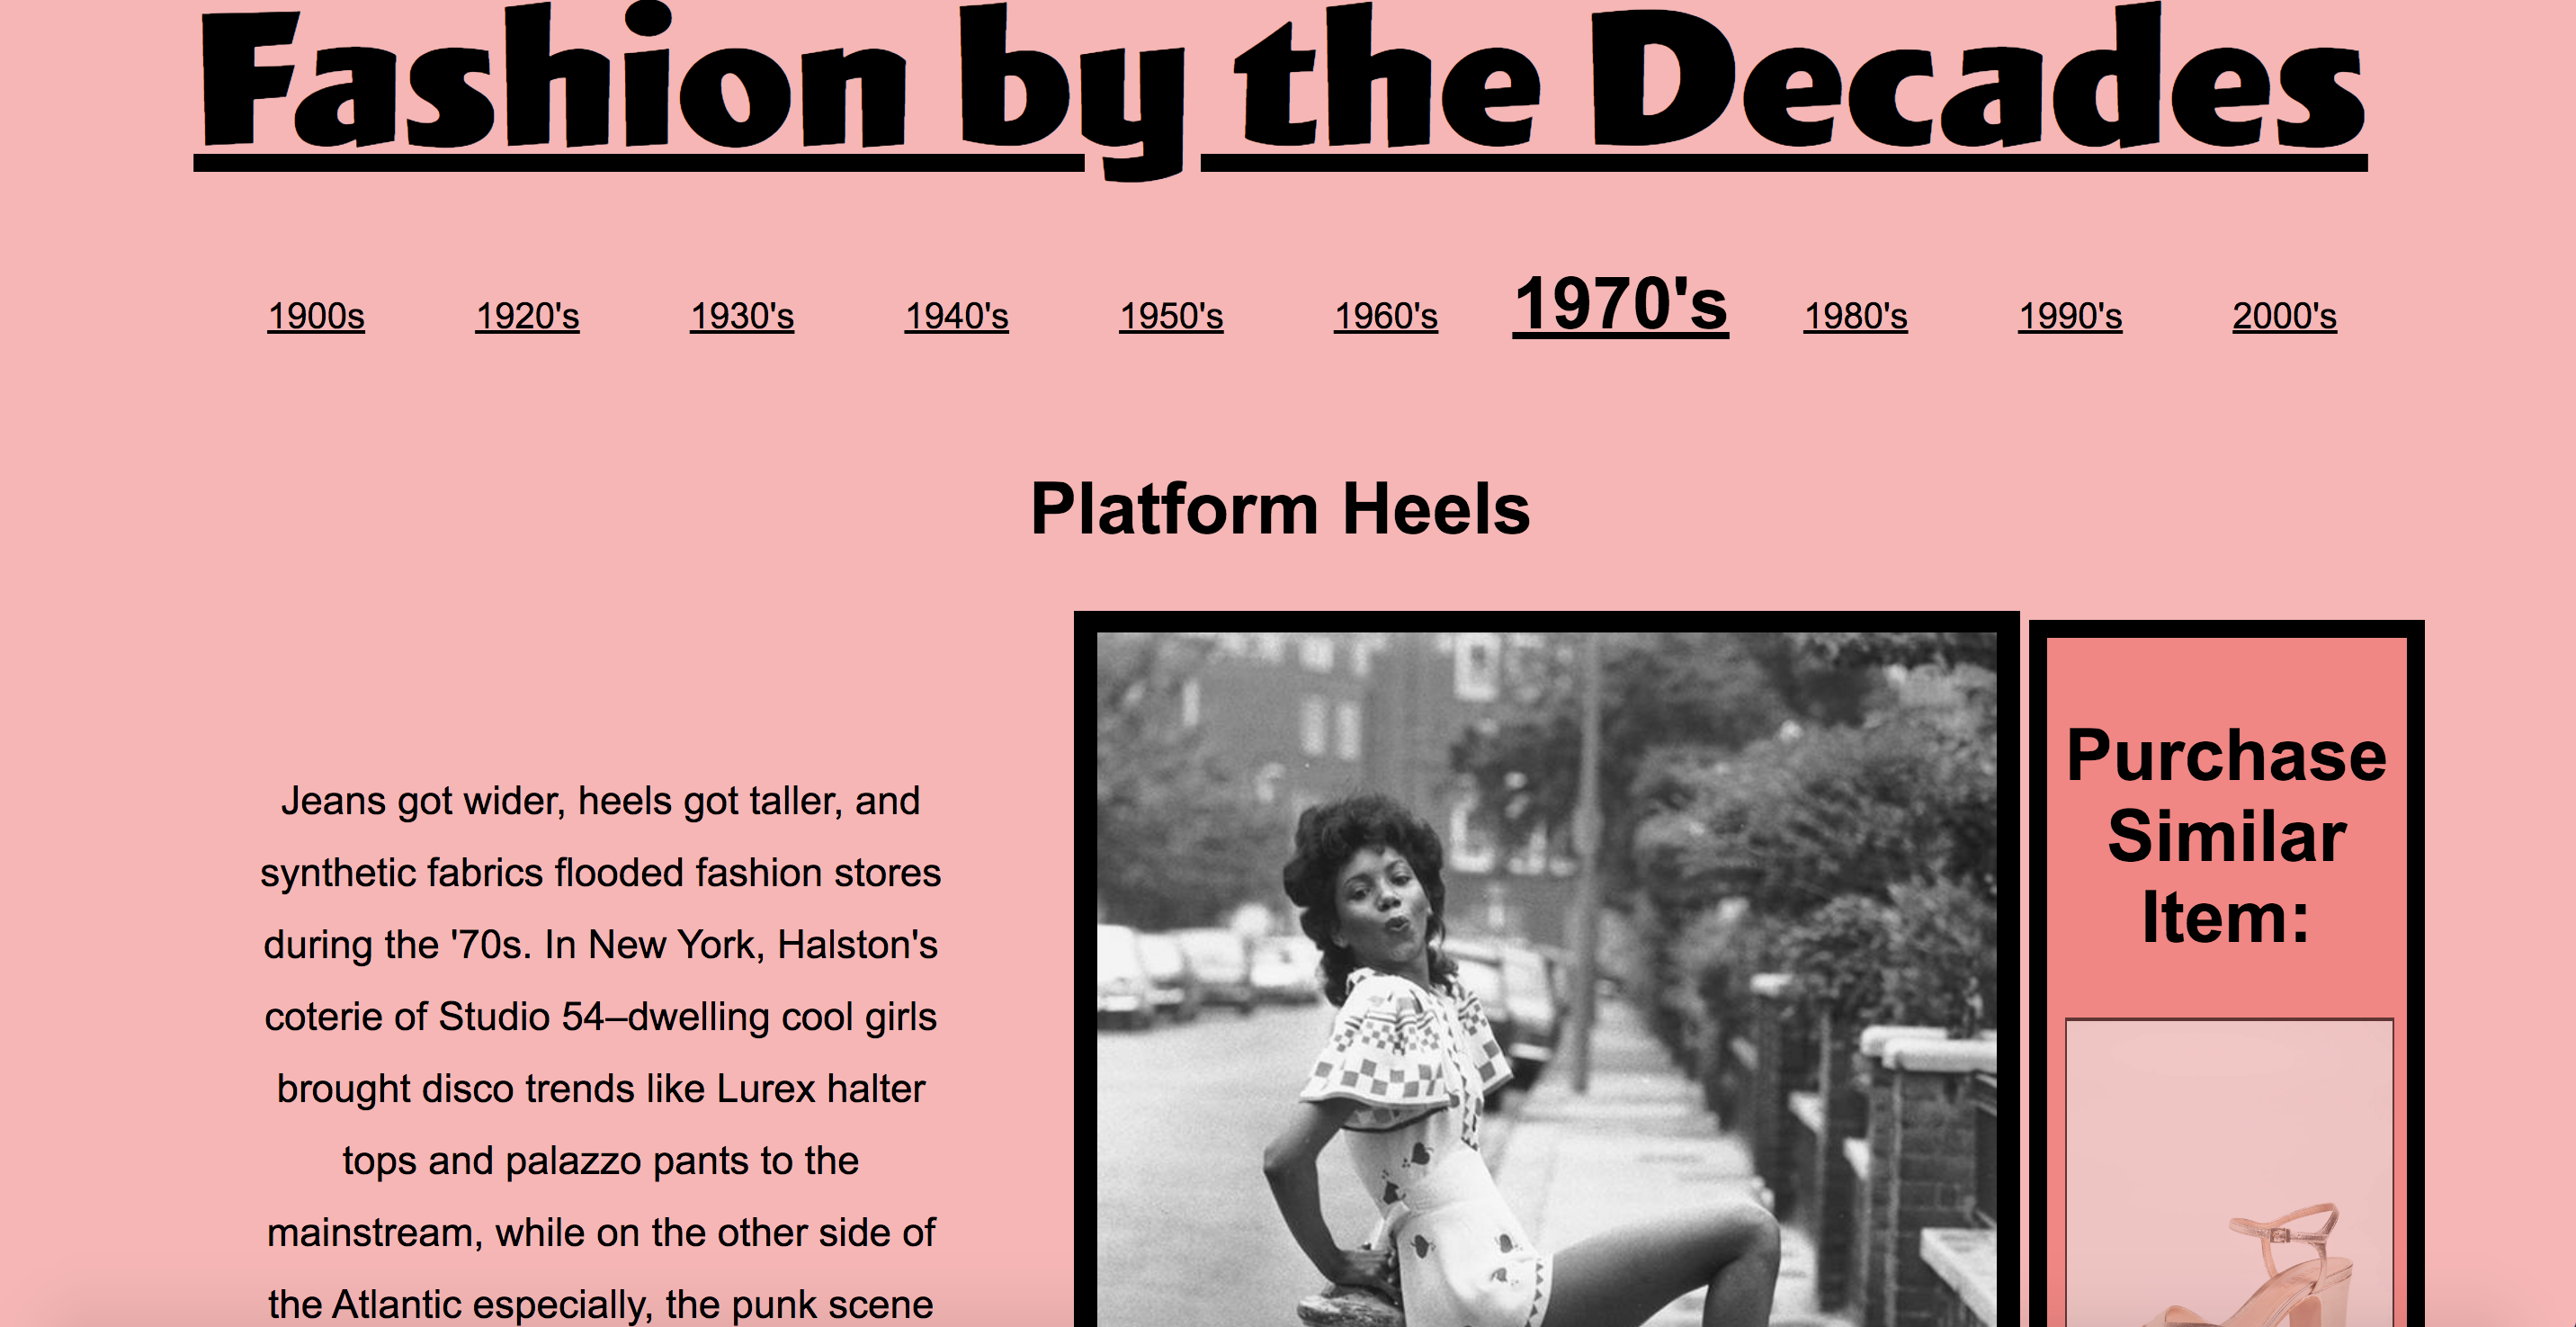 Fashion by the Decades
1900s 1920's 1930's 1940's 1950's 1960's 1970's 1980's 1990's 2000's
Platform Heels
Jeans got wider, heels got taller, and
synthetic fabrics flooded fashion stores
during the '70s. In New York, Halston's
coterie of Studio 54–dwelling cool girls
brought disco trends like Lurex halter
tops and palazzo pants to the
mainstream, while on the other side of
the Atlantic especially, the punk scene
Purchase
Similar
Item: